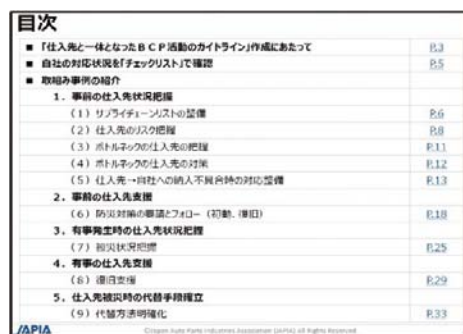 目次
■ 「仕入先と一体となったＢＣＰ活動のガイドライン」作成にあたって P.3
■ 自社の対応状況を「チェックリスト」で確認 P.5
■ 取組み事例の紹介
１．事前の仕入先状況把握
（１）サプライチェーンリストの整備 P.6
（２）仕入先のリスク把握 P.8
（３）ボトルネックの仕入先の把握 P.11
（４）ボトルネックの仕入先の対策 P.12
（５）仕入先→自社への納入不具合時の対応整備 P.13
２．事前の仕入先支援
（６）防災対策の要請とフォロー（初動、復旧） P.18
３．有事発生時の仕入先状況把握
（７）被災状況把握 P.25
４．有事の仕入先支援
（８）復旧支援 P.29
５．仕入先被災時の代替手段確立
（９）代替方法明確化 P.33
JAPIA
©Japan Auto Parts Industries Association (JAPIA) All Rights Reserved